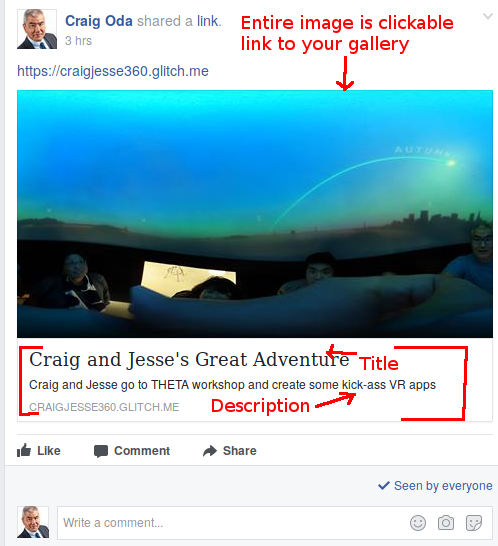 Craig Oda shared a link.
3 hrs
Entire image is clickable
link to your gallery
https://craigjesse360.glitch.me
AUTUMN
Craig and Jesse's Great Adventure
Title
Craig and Jesse go to THETA workshop and create some kick-ass VR apps
CRAIGJESSE360.GLITCH.ME
Description
Like Comment Share
Seen by everyone
Write a comment...